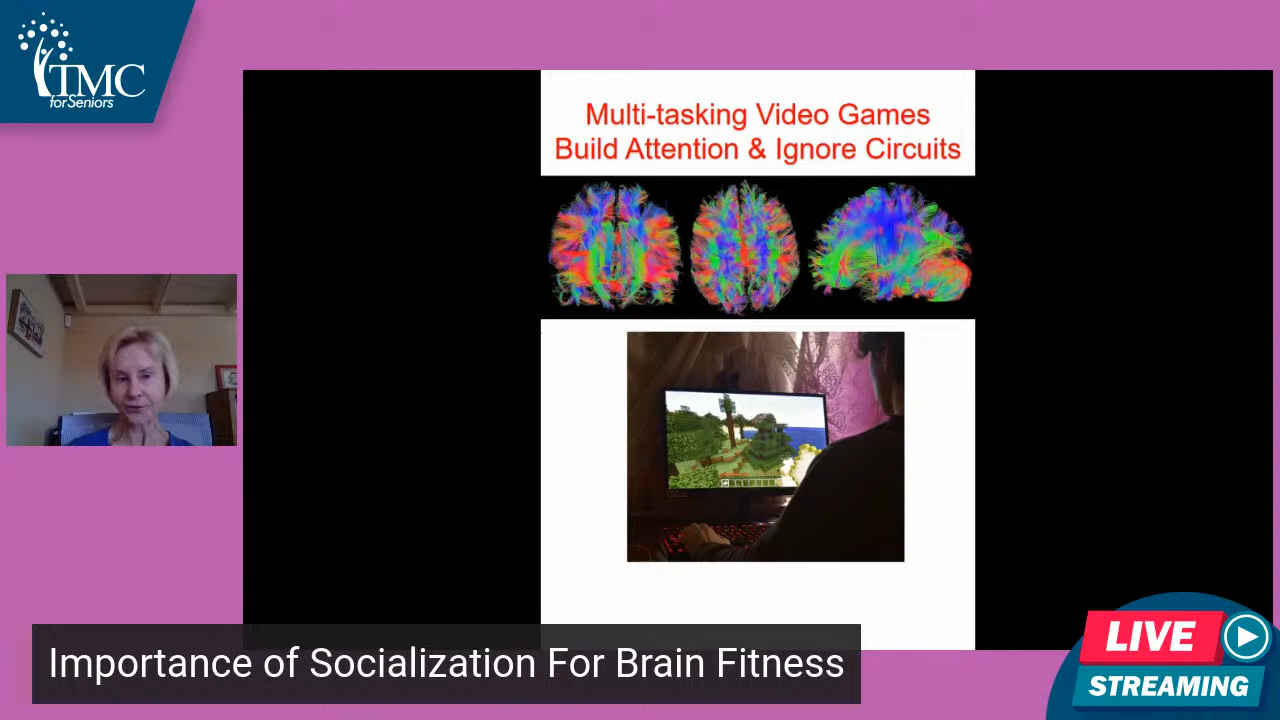 TMC
for Seniors
Multi-tasking Video Games
Build Attention & Ignore Circuits
Importance of Socialization For Brain Fitness
LIVE
STREAMING